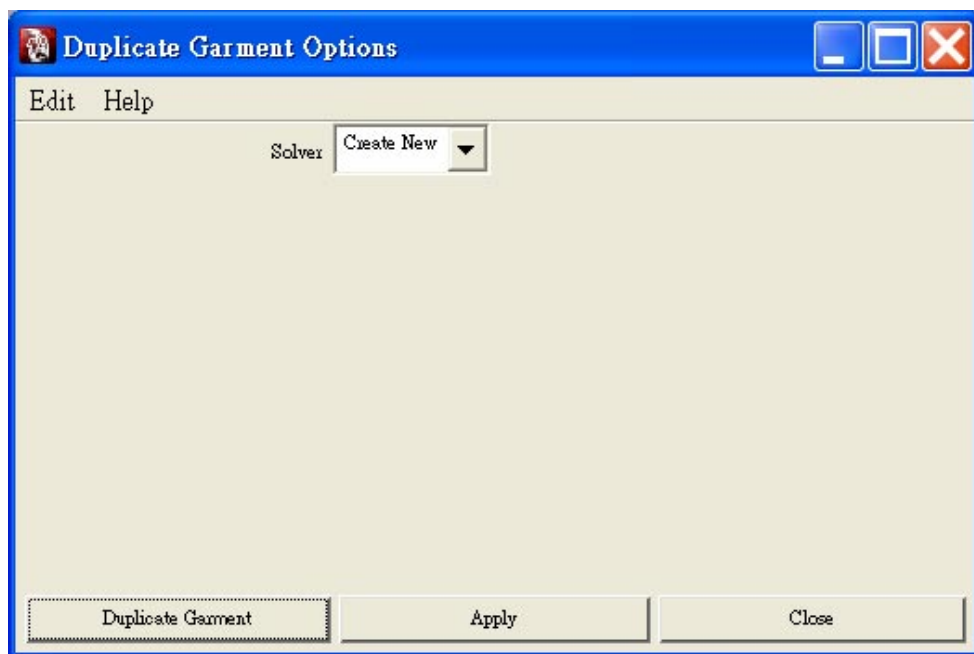 Duplicate Garment Options
Edit Help
Solver Create New
Duplicate Garment Apply Close